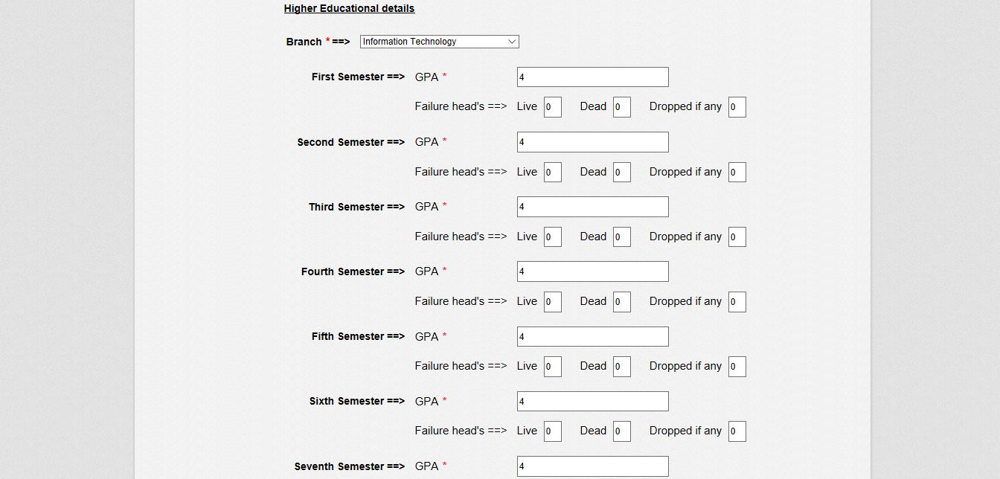 Higher Educational details
Branch * ==> Information Technology
First Semester ==> GPA * 4
Failure head's ==> Live 0 Dead 0 Dropped if any 0
Second Semester ==> GPA * 4
Failure head's ==> Live 0 Dead 0 Dropped if any 0
Third Semester ==> GPA * 4
Failure head's ==> Live 0 Dead 0 Dropped if any 0
Fourth Semester ==> GPA * 4
Failure head's ==> Live 0 Dead 0 Dropped if any 0
Fifth Semester ==> GPA * 4
Failure head's ==> Live 0 Dead 0 Dropped if any 0
Sixth Semester ==> GPA * 4
Failure head's ==> Live 0 Dead 0 Dropped if any 0
Seventh Semester ==> GPA * 4